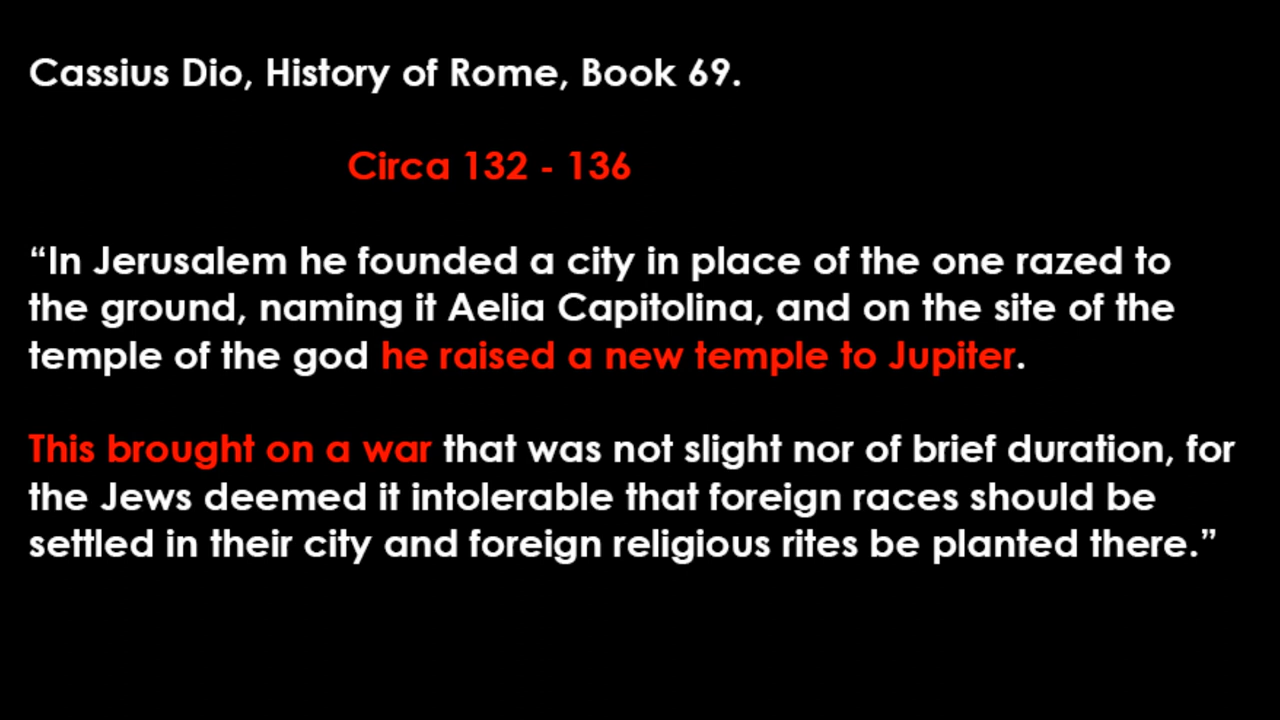 Cassius Dio, History of Rome, Book 69.
Circa 132 - 136
“In Jerusalem he founded a city in place of the one razed to
the ground, naming it Aelia Capitolina, and on the site of the
temple of the god he raised a new temple to Jupiter.
This brought on a war that was not slight nor of brief duration, for
the Jews deemed it intolerable that foreign races should be
settled in their city and foreign religious rites be planted there.”